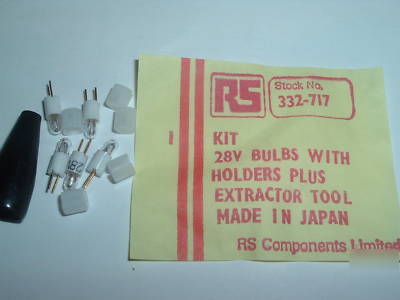 RS
Stock No.
332-717
KIT
28V BULBS WITH
HOLDERS PLUS
EXTRACTOR TOOL
MADE IN JAPAN
RS Components Limited
28